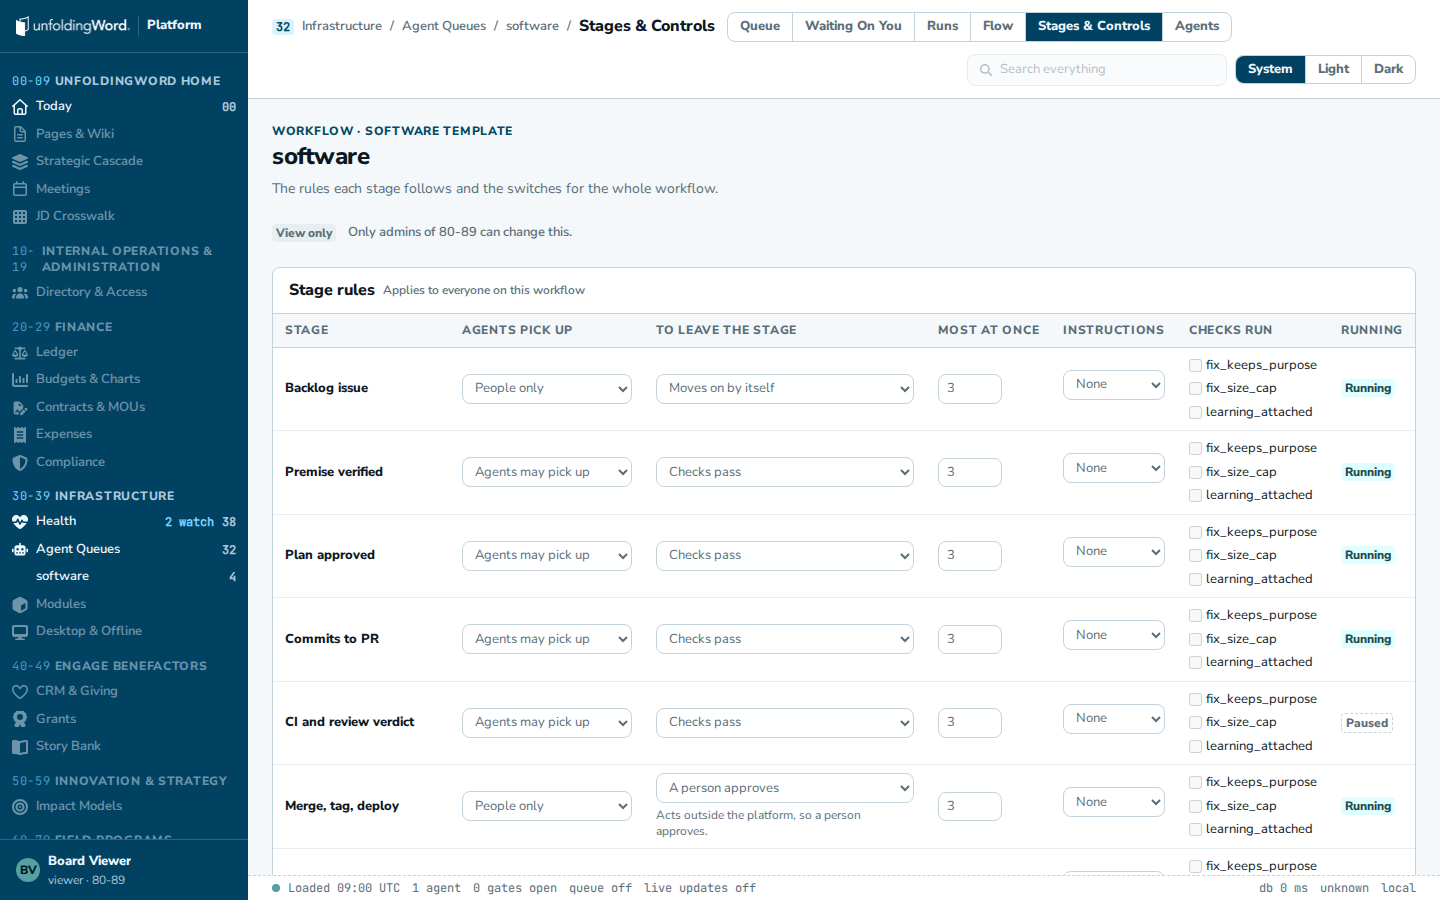 unfoldingWord
Platform
00-09 UNFOLDINGWORD HOME
Today 00
Pages & Wiki
Strategic Cascade
Meetings
JD Crosswalk
10-19 INTERNAL OPERATIONS & ADMINISTRATION
Directory & Access
20-29 FINANCE
Ledger
Budgets & Charts
Contracts & MOUs
Expenses
Compliance
30-39 INFRASTRUCTURE
Health 2 watch 38
Agent Queues 32
software 4
Modules
Desktop & Offline
40-49 ENGAGE BENEFACTORS
CRM & Giving
Grants
Story Bank
50-59 INNOVATION & STRATEGY
Impact Models
BV Board Viewer
viewer · 80-89
32 Infrastructure / Agent Queues / software / Stages & Controls
Queue Waiting On You Runs Flow Stages & Controls Agents
Search everything
System Light Dark
WORKFLOW · SOFTWARE TEMPLATE
software
The rules each stage follows and the switches for the whole workflow.
View only Only admins of 80-89 can change this.
Stage rules Applies to everyone on this workflow
STAGE AGENTS PICK UP TO LEAVE THE STAGE MOST AT ONCE INSTRUCTIONS CHECKS RUN RUNNING
Backlog issue People only Moves on by itself 3 None
fix_keeps_purpose
fix_size_cap
learning_attached
Running
Premise verified Agents may pick up Checks pass 3 None
fix_keeps_purpose
fix_size_cap
learning_attached
Running
Plan approved Agents may pick up Checks pass 3 None
fix_keeps_purpose
fix_size_cap
learning_attached
Running
Commits to PR Agents may pick up Checks pass 3 None
fix_keeps_purpose
fix_size_cap
learning_attached
Running
CI and review verdict Agents may pick up Checks pass 3 None
fix_keeps_purpose
fix_size_cap
learning_attached
Paused
Merge, tag, deploy People only A person approves
Acts outside the platform, so a person
approves.
3 None
fix_keeps_purpose
fix_size_cap
learning_attached
Running
fix_keeps_purpose
Loaded 09:00 UTC 1 agent 0 gates open queue off live updates off
db 0 ms unknown local